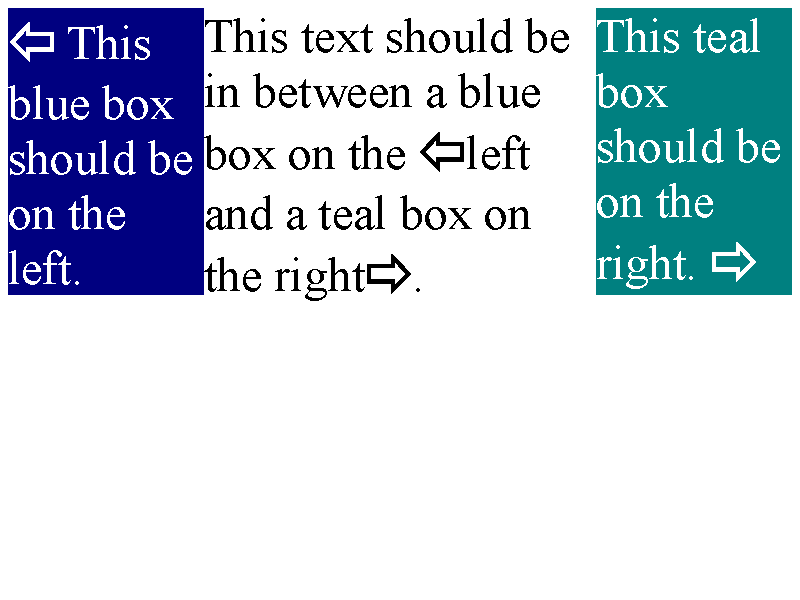 ⇦ This
blue box
should be
on the
left.
This text should be
in between a blue
box on the ⇦left
and a teal box on
the right⇨.
This teal
box
should be
on the
right. ⇨